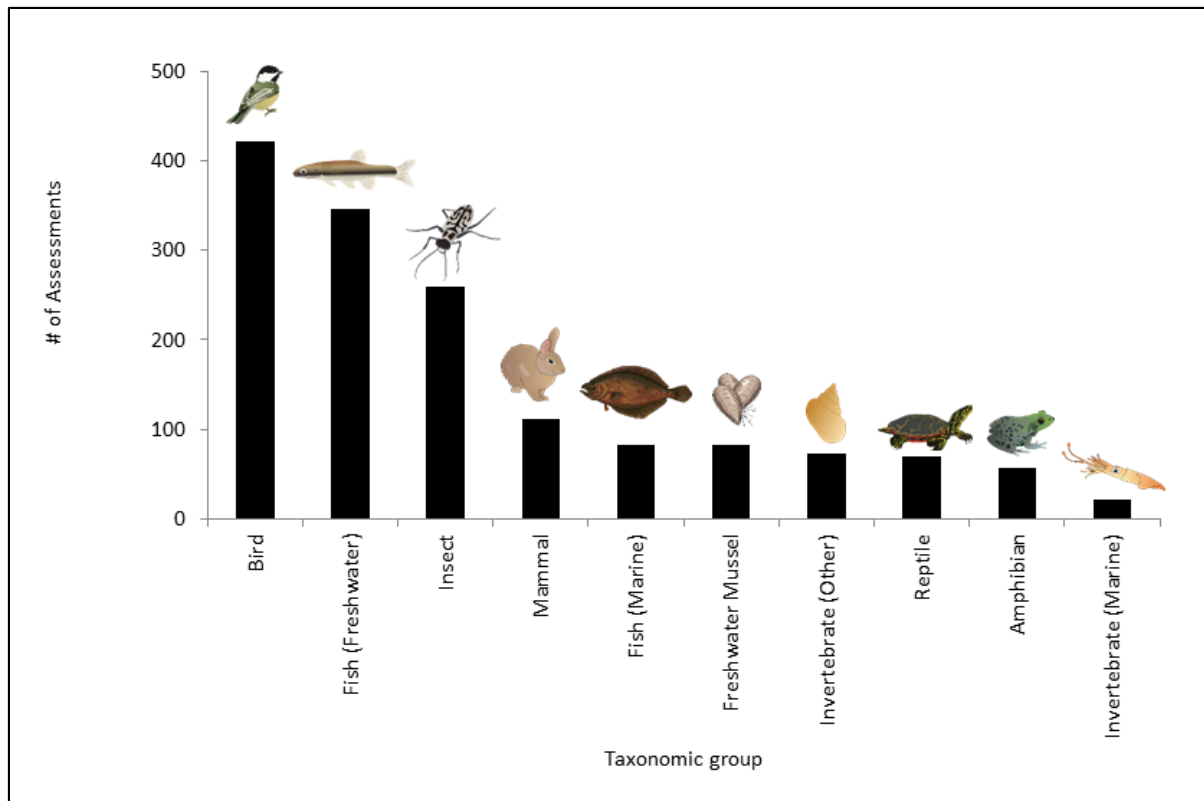 # of Assessments
500
400
300
200
100
0
Bird
Fish (Freshwater)
Insect
Mammal
Fish (Marine)
Freshwater Mussel
Invertebrate (Other)
Reptile
Amphibian
Invertebrate (Marine)
Taxonomic group